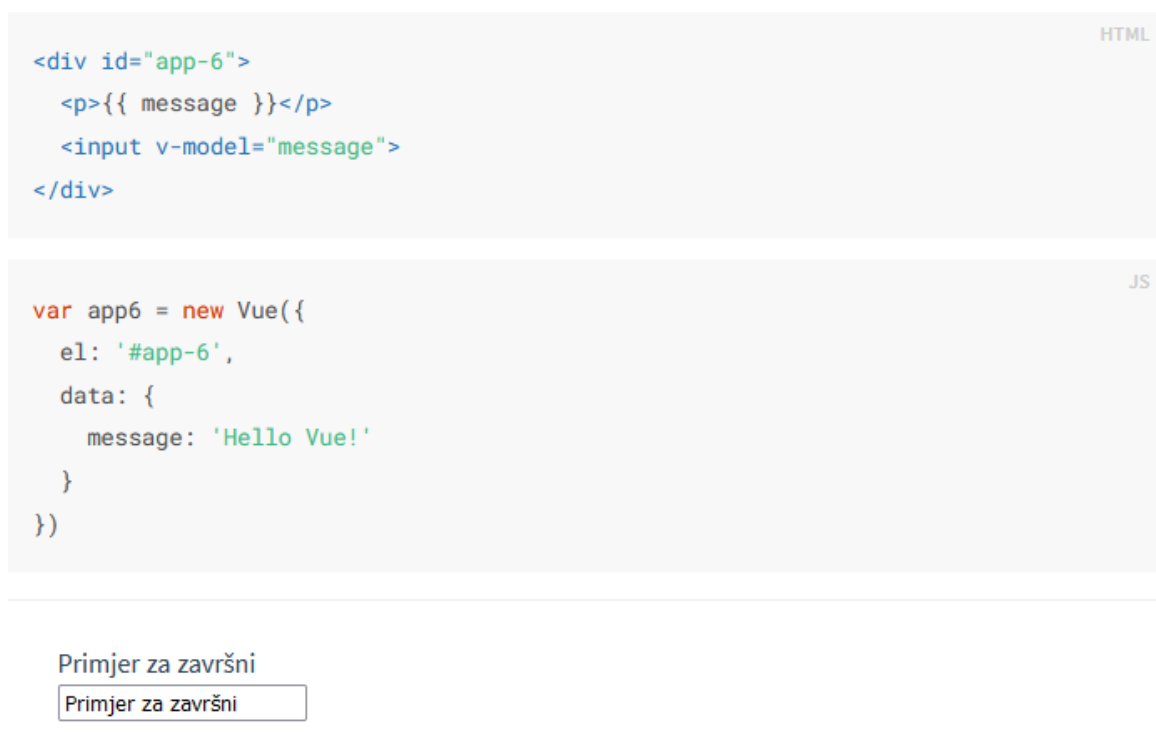 HTML
<div id="app-6">
  <p>{{ message }}</p>
  <input v-model="message">
</div>
JS
var app6 = new Vue({
  el: '#app-6',
  data: {
    message: 'Hello Vue!'
  }
})
Primjer za završni
Primjer za završni